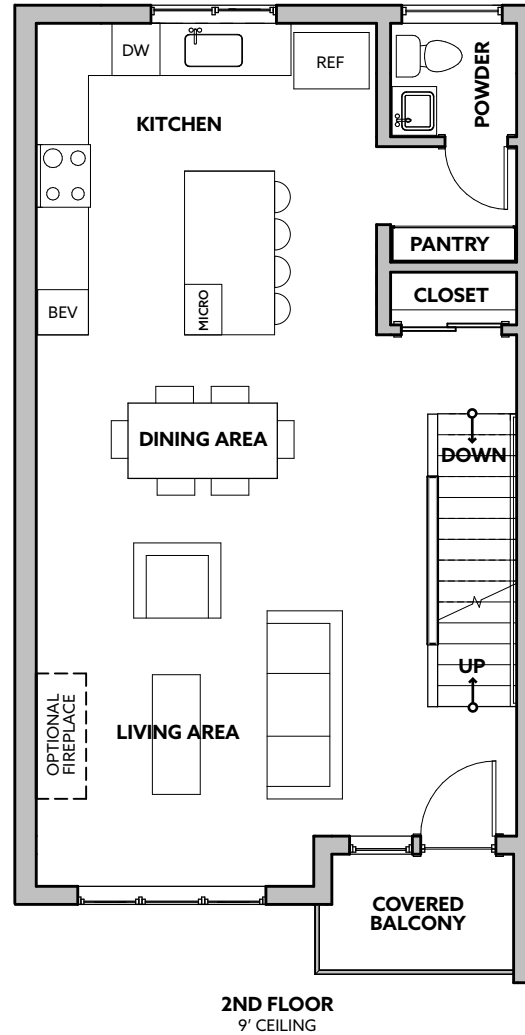 DW
REF
POWDER
KITCHEN
PANTRY
CLOSET
MICRO
BEV
DINING AREA
DOWN
UP
OPTIONAL
FIREPLACE
LIVING AREA
COVERED
BALCONY
2ND FLOOR
9' CEILING